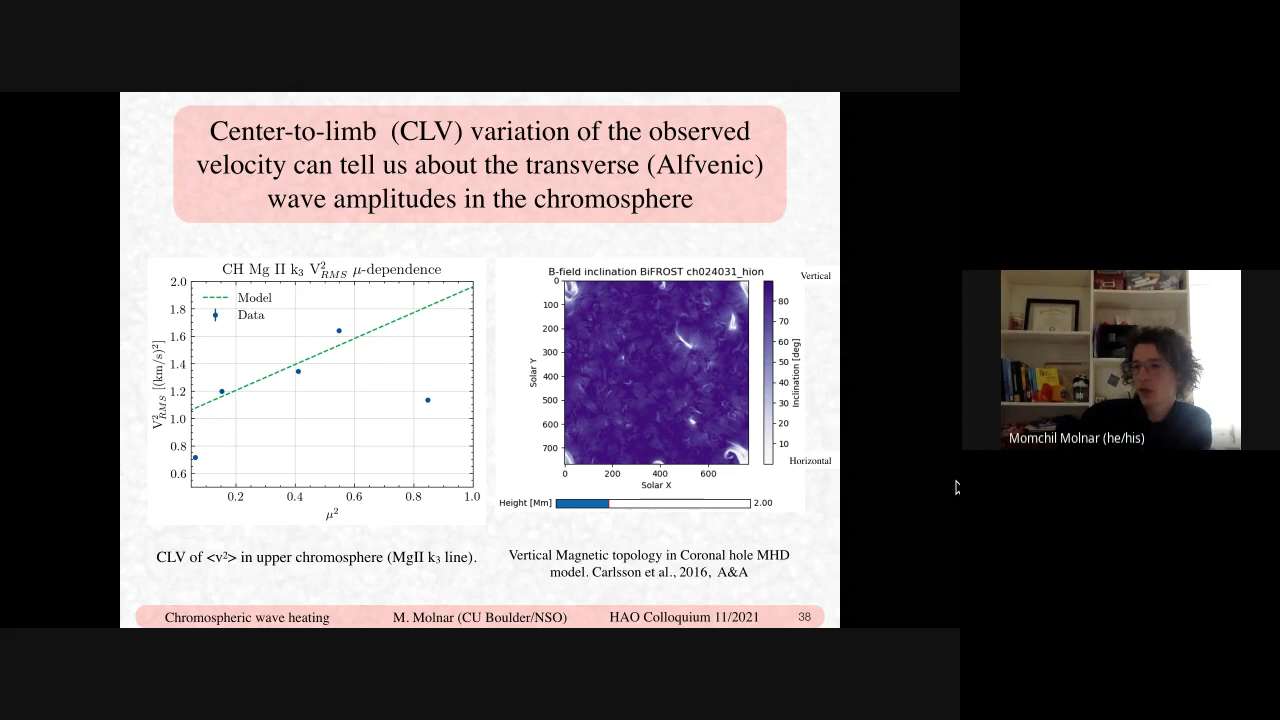 Center-to-limb (CLV) variation of the observed
velocity can tell us about the transverse (Alfvenic)
wave amplitudes in the chromosphere
CH Mg II k₃ V²RMS μ-dependence
2.0
1.8
1.6
1.4
1.2
1.0
0.8
0.6
V²RMS [(km/s)²]
Model
Data
0.2 0.4 0.6 0.8 1.0
μ²
CLV of <v²> in upper chromosphere (MgII k₃ line).
B-field inclination BiFROST ch024031_hion
Vertical
0
100
200
300
400
500
600
700
Solar Y
0 200 400 600
Solar X
80
70
60
50
40
30
20
10
Inclination [deg]
Horizontal
Height [Mm] 2.00
Vertical Magnetic topology in Coronal hole MHD
model. Carlsson et al., 2016, A&A
Chromospheric wave heating M. Molnar (CU Boulder/NSO) HAO Colloquium 11/2021 38
Momchil Molnar (he/his)